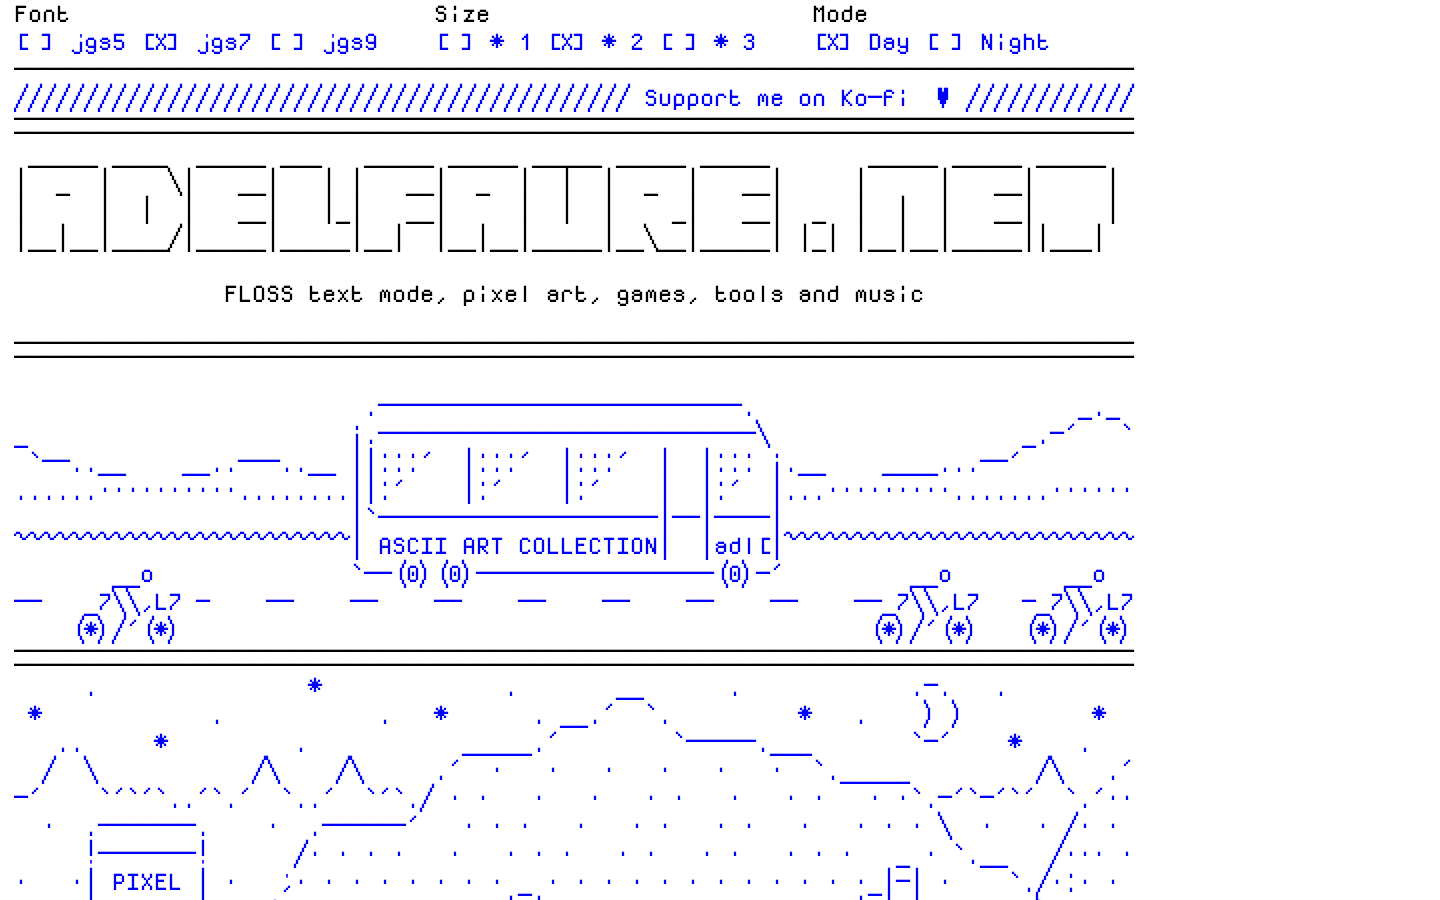 Font Size Mode
[ ] jgs5 [X] jgs7 [ ] jgs9 [ ] * 1 [X] * 2 [ ] * 3 [X] Day [ ] Night
//////////////////////////////////////////// Support me on Ko-fi ♥ ////////////
ADELFAURE.NET
FLOSS text mode, pixel art, games, tools and music
ASCII ART COLLECTION adl
PIXEL